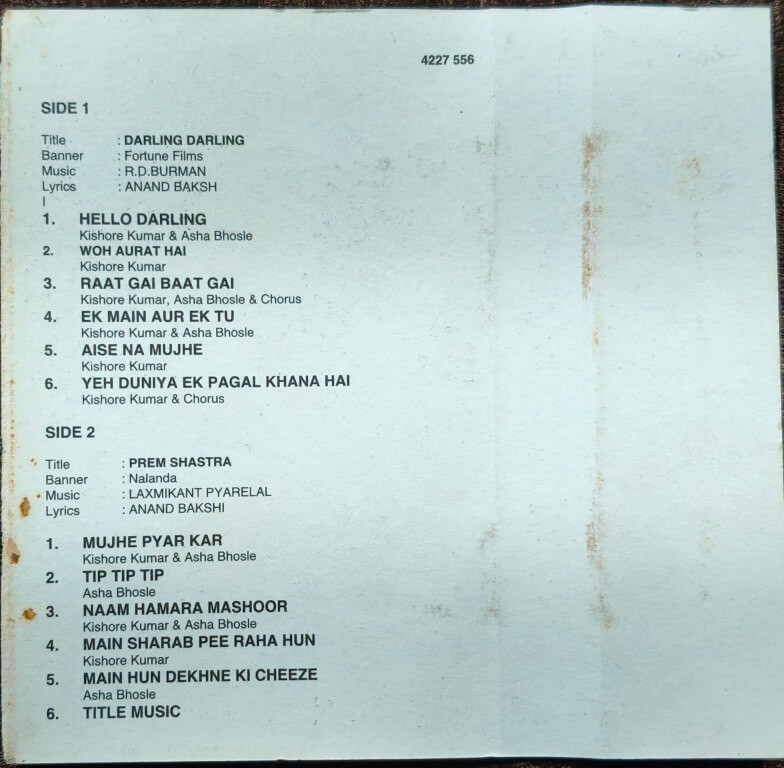 4227 556
SIDE 1
Title : DARLING DARLING
Banner : Fortune Films
Music : R.D.BURMAN
Lyrics : ANAND BAKSH
I
1. HELLO DARLING
Kishore Kumar & Asha Bhosle
2. WOH AURAT HAI
Kishore Kumar
3. RAAT GAI BAAT GAI
Kishore Kumar, Asha Bhosle & Chorus
4. EK MAIN AUR EK TU
Kishore Kumar & Asha Bhosle
5. AISE NA MUJHE
Kishore Kumar
6. YEH DUNIYA EK PAGAL KHANA HAI
Kishore Kumar & Chorus
SIDE 2
Title : PREM SHASTRA
Banner : Nalanda
Music : LAXMIKANT PYARELAL
Lyrics : ANAND BAKSHI
1. MUJHE PYAR KAR
Kishore Kumar & Asha Bhosle
2. TIP TIP TIP
Asha Bhosle
3. NAAM HAMARA MASHOOR
Kishore Kumar & Asha Bhosle
4. MAIN SHARAB PEE RAHA HUN
Kishore Kumar
5. MAIN HUN DEKHNE KI CHEEZE
Asha Bhosle
6. TITLE MUSIC